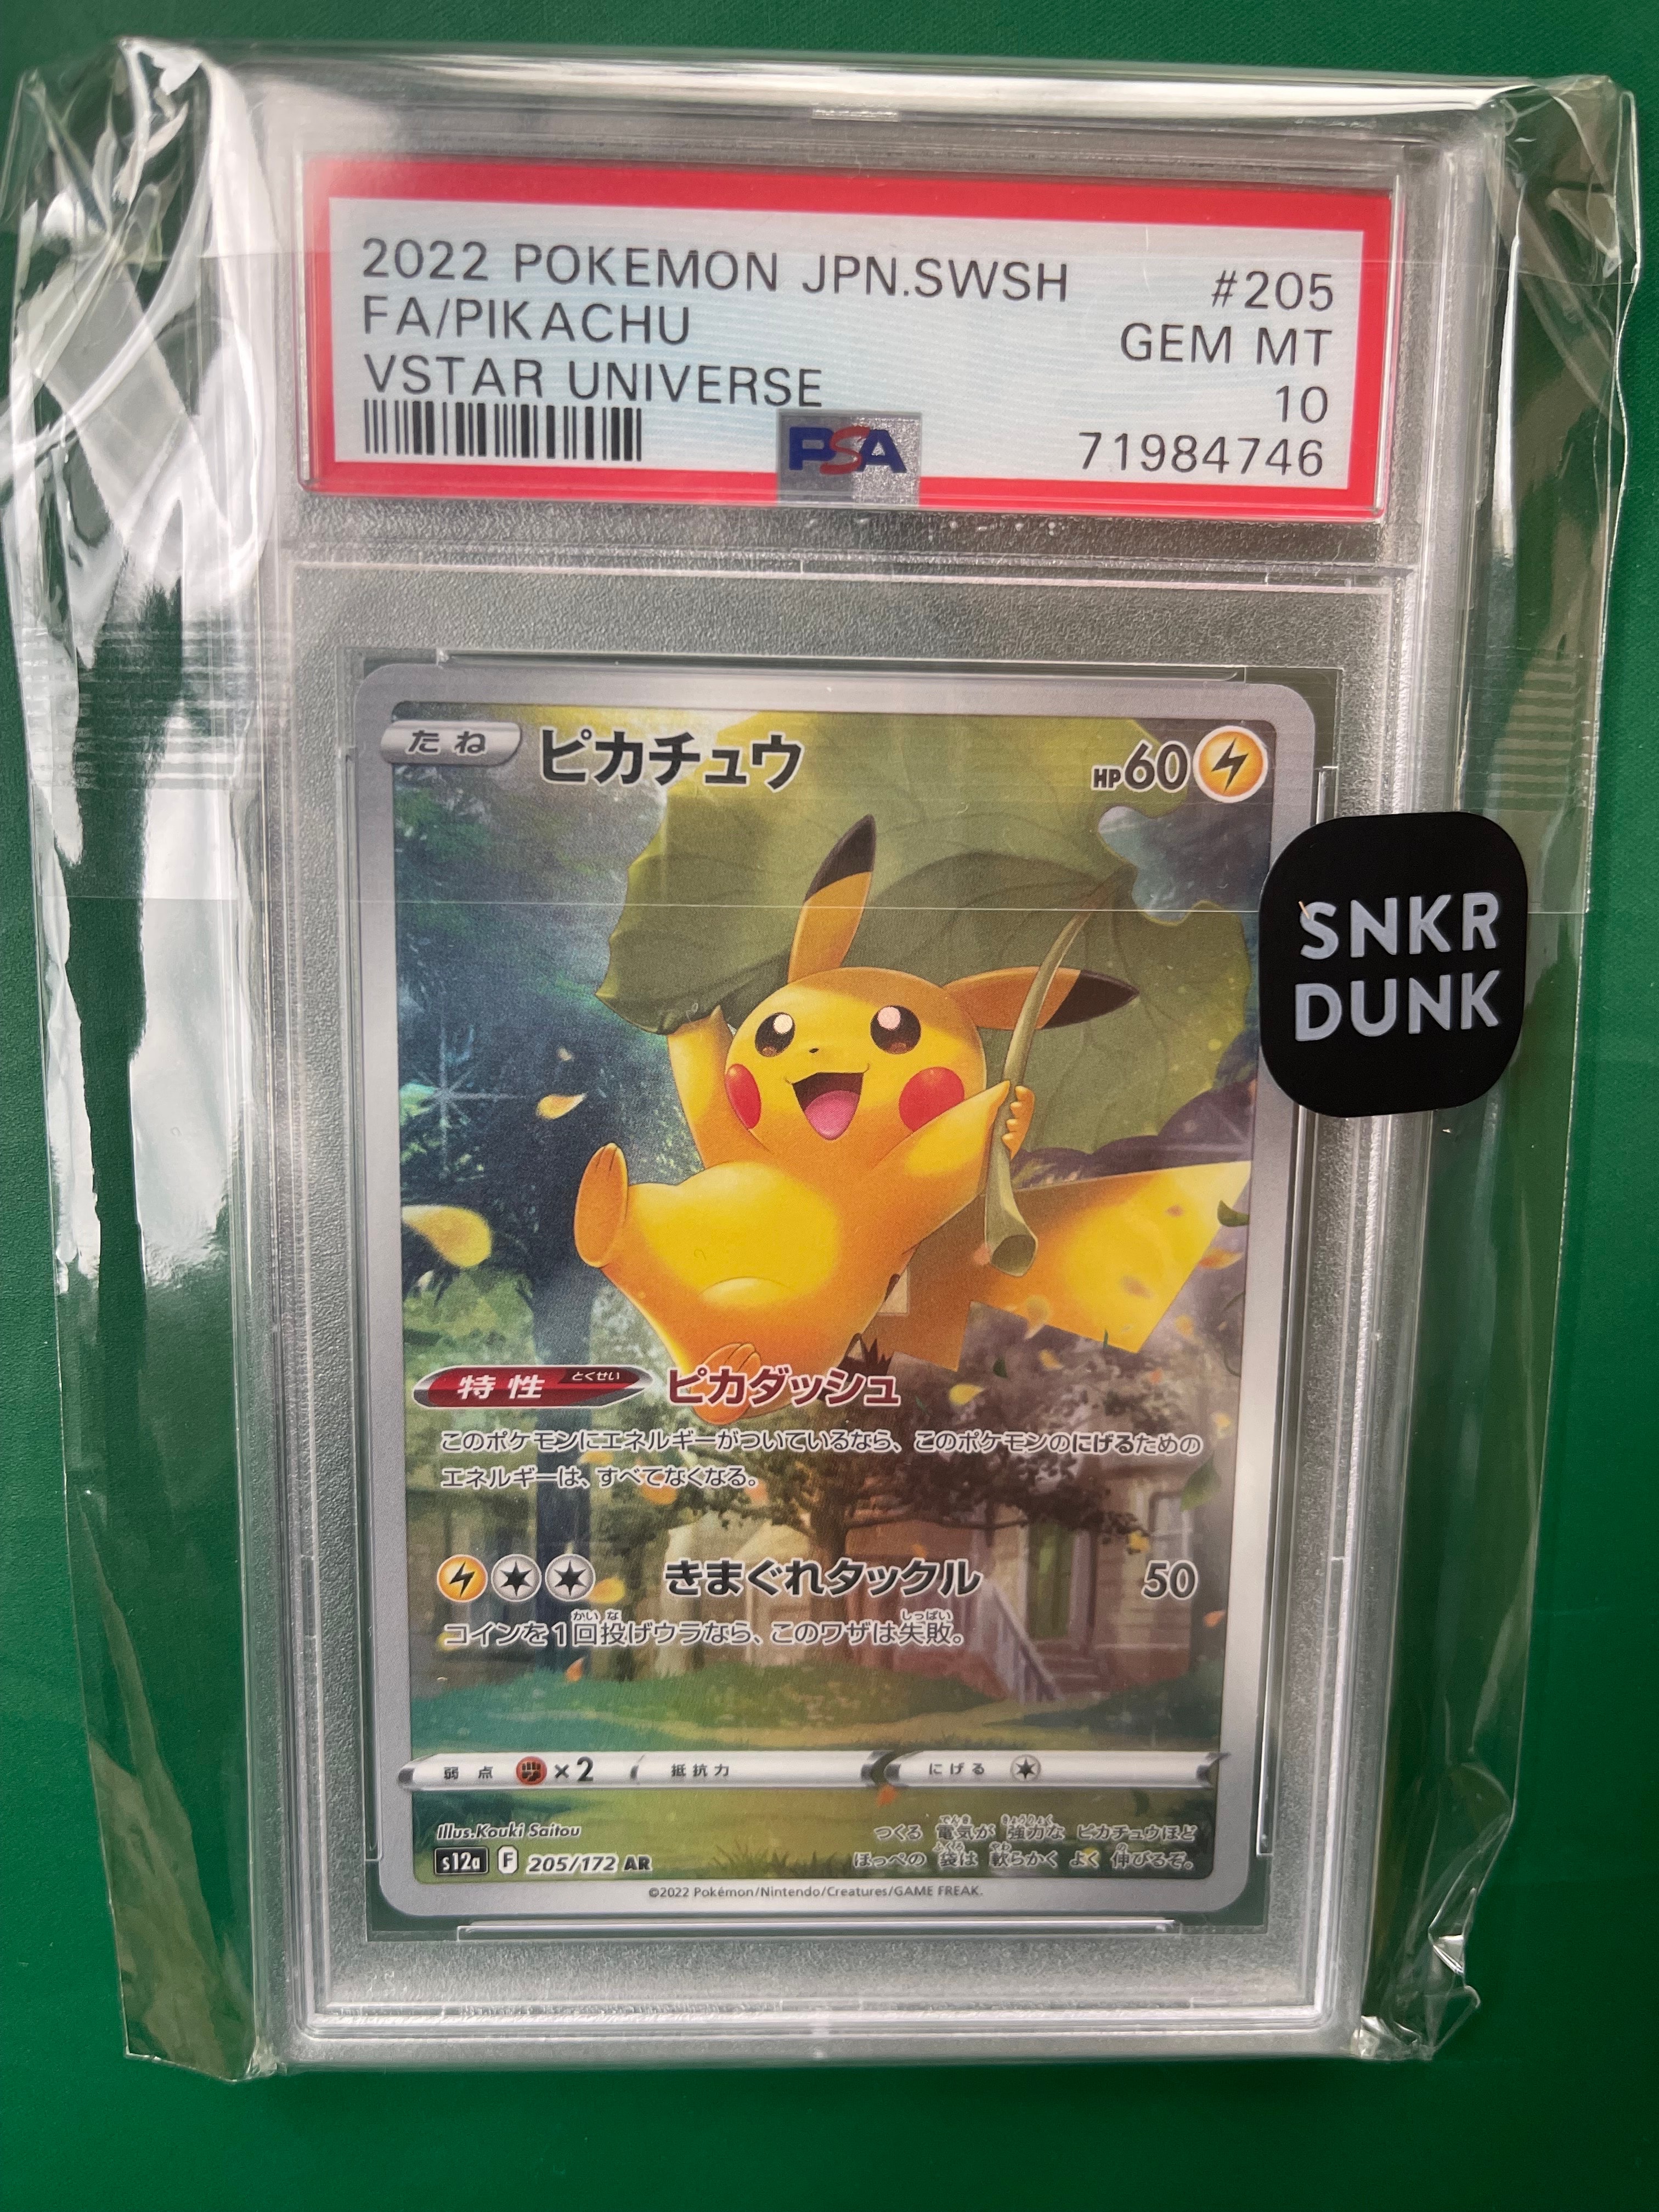 2022 POKEMON JPN.SWSH #205
FA/PIKACHU GEM MT
VSTAR UNIVERSE 10
PSA 71984746
たね ピカチュウ HP60
SNKR
DUNK
特性 とくせい ピカダッシュ
このポケモンにエネルギーがついているなら、このポケモンのにげるための
エネルギーは、すべてなくなる。
きまぐれタックル 50
コインを1回投げウラなら、このワザは失敗。
弱点 ×2 抵抗力 にげる
Illus.Kouki Saitou
s12a F 205/172 AR
つくる 電気が 強力な ピカチュウほど
ほっぺの 袋は 軟らかく よく 伸びるぞ。
©2022 Pokémon/Nintendo/Creatures/GAME FREAK.